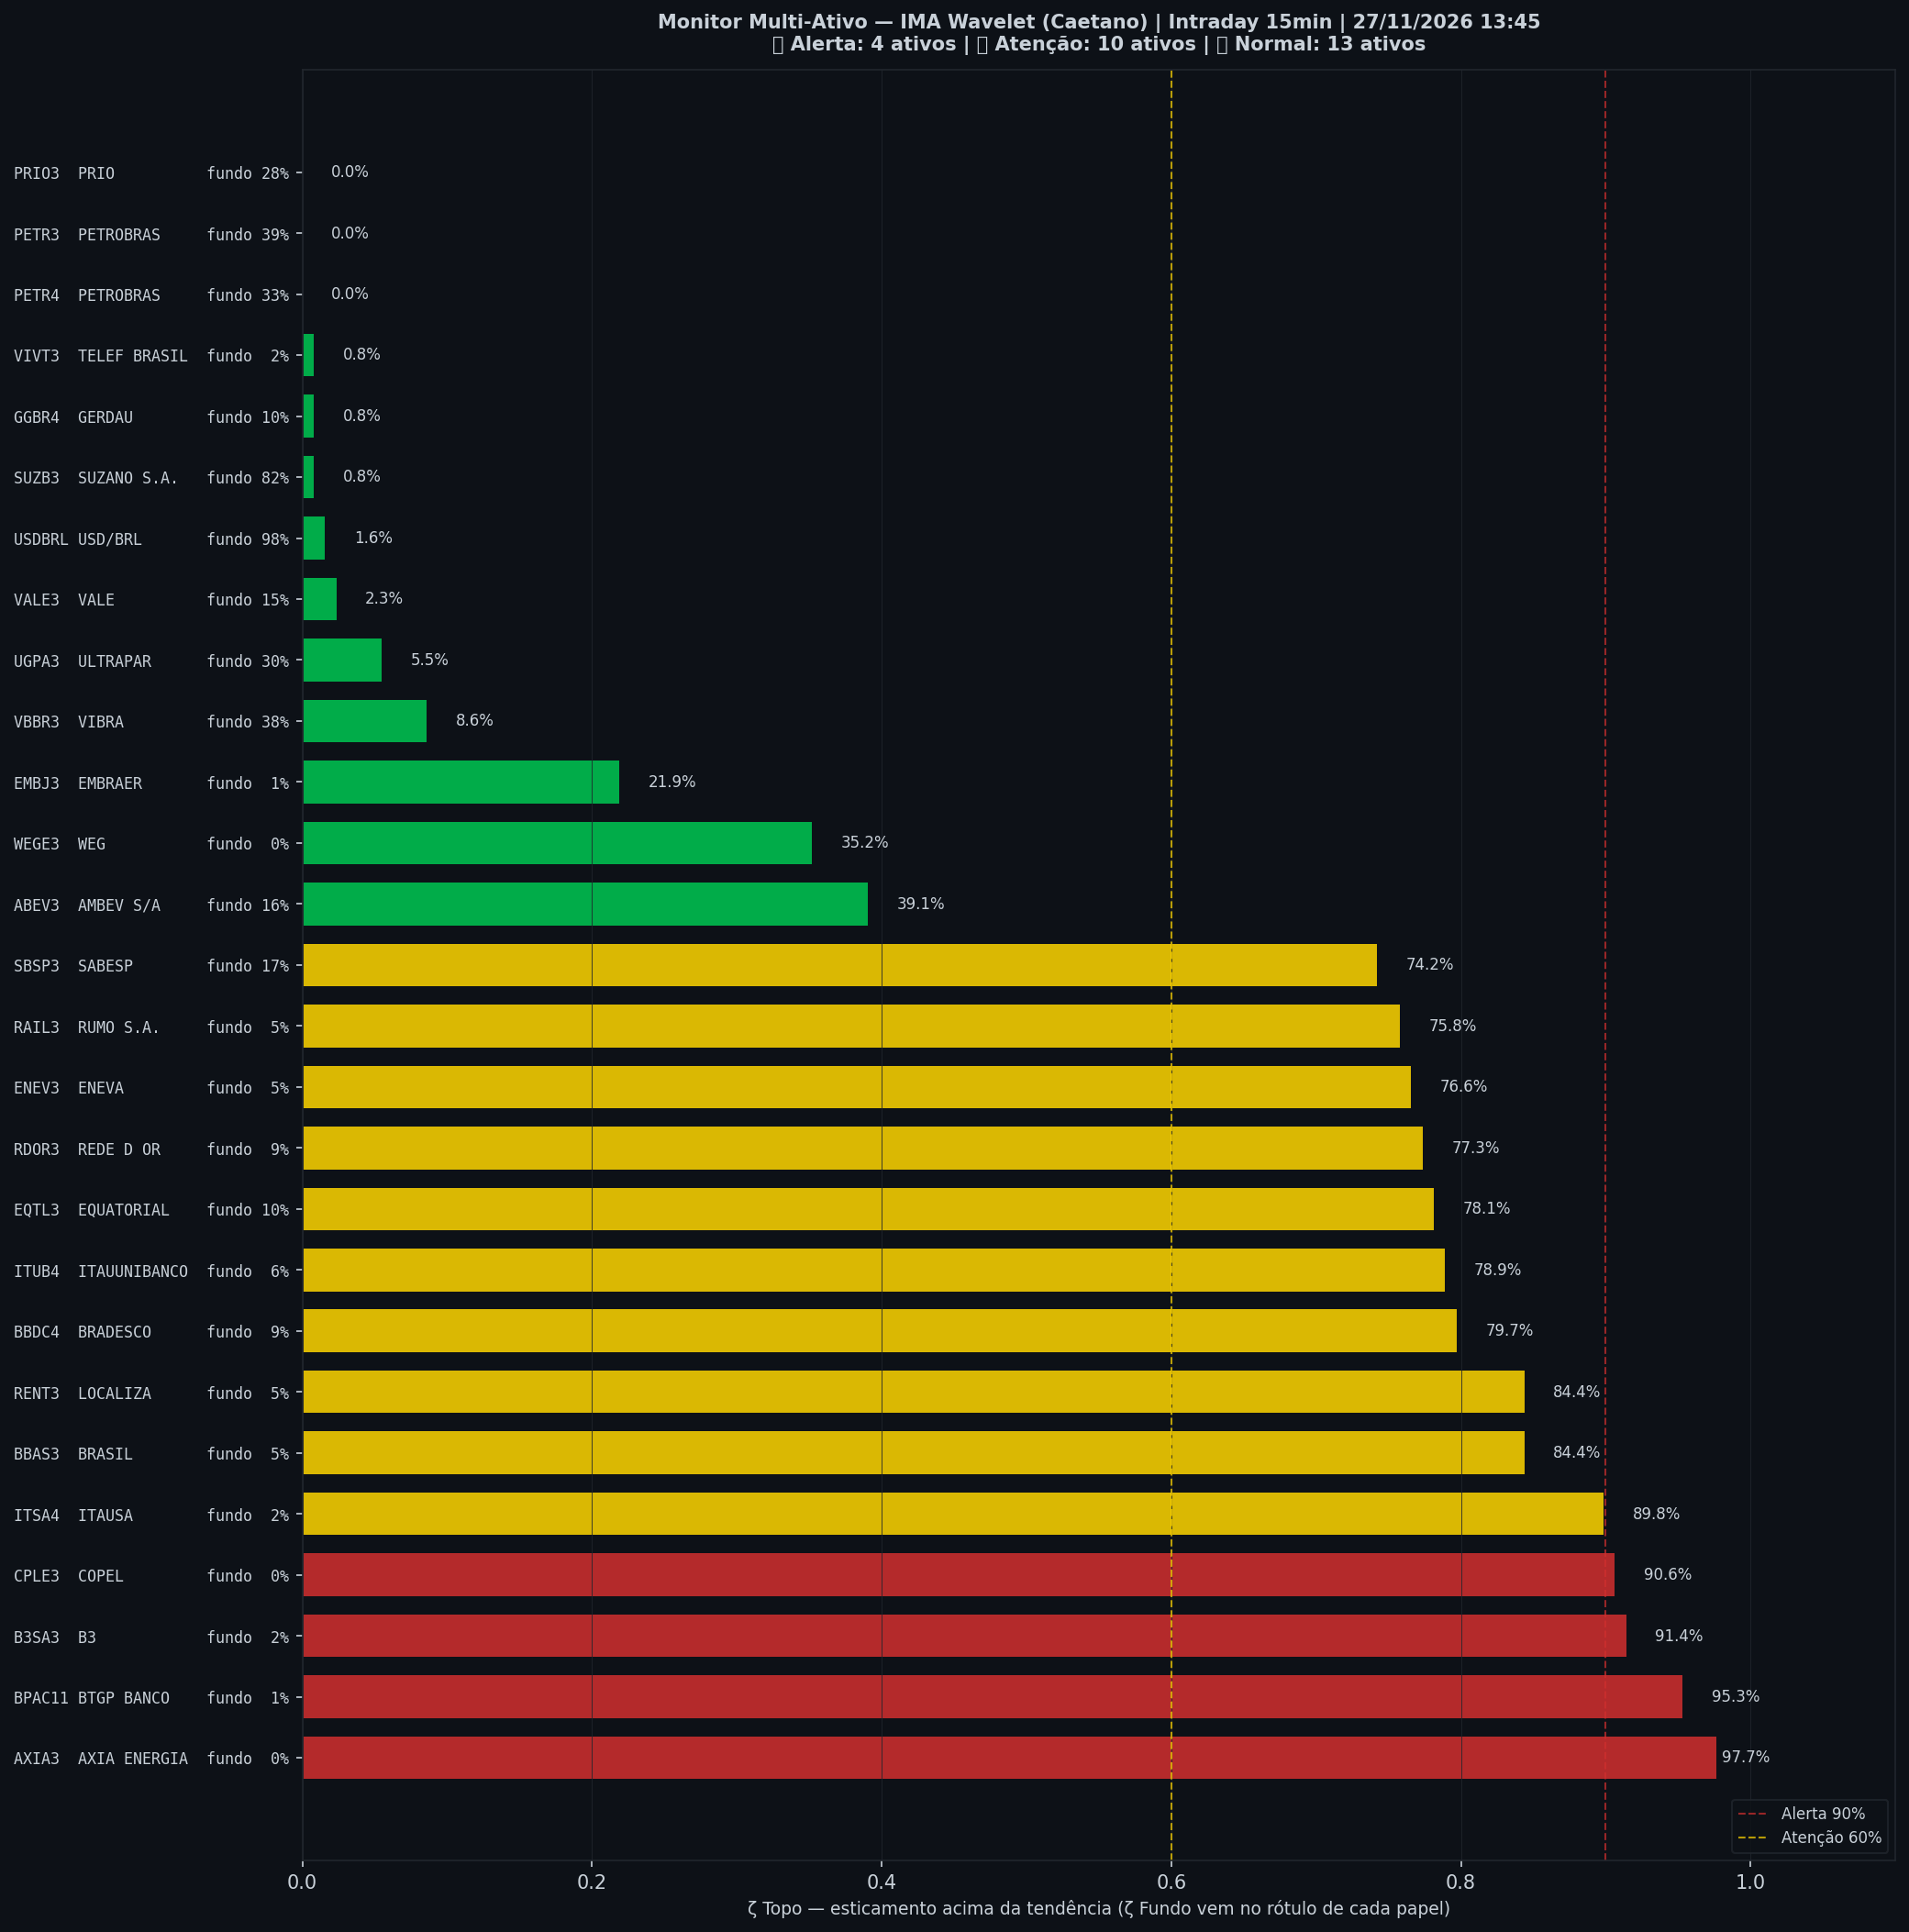 Monitor Multi-Ativo — IMA Wavelet (Caetano) | Intraday 15min | 27/11/2026 13:45
Alerta: 4 ativos | Atenção: 10 ativos | Normal: 13 ativos
PRIO3 PRIO fundo 28% 0.0%
PETR3 PETROBRAS fundo 39% 0.0%
PETR4 PETROBRAS fundo 33% 0.0%
VIVT3 TELEF BRASIL fundo 2% 0.8%
GGBR4 GERDAU fundo 10% 0.8%
SUZB3 SUZANO S.A. fundo 82% 0.8%
USDBRL USD/BRL fundo 98% 1.6%
VALE3 VALE fundo 15% 2.3%
UGPA3 ULTRAPAR fundo 30% 5.5%
VBBR3 VIBRA fundo 38% 8.6%
EMBJ3 EMBRAER fundo 1% 21.9%
WEGE3 WEG fundo 0% 35.2%
ABEV3 AMBEV S/A fundo 16% 39.1%
SBSP3 SABESP fundo 17% 74.2%
RAIL3 RUMO S.A. fundo 5% 75.8%
ENEV3 ENEVA fundo 5% 76.6%
RDOR3 REDE D OR fundo 9% 77.3%
EQTL3 EQUATORIAL fundo 10% 78.1%
ITUB4 ITAUUNIBANCO fundo 6% 78.9%
BBDC4 BRADESCO fundo 9% 79.7%
RENT3 LOCALIZA fundo 5% 84.4%
BBAS3 BRASIL fundo 5% 84.4%
ITSA4 ITAUSA fundo 2% 89.8%
CPLE3 COPEL fundo 0% 90.6%
B3SA3 B3 fundo 2% 91.4%
BPAC11 BTGP BANCO fundo 1% 95.3%
AXIA3 AXIA ENERGIA fundo 0% 97.7%
Alerta 90%
Atenção 60%
0.0 0.2 0.4 0.6 0.8 1.0
ζ Topo — esticamento acima da tendência (ζ Fundo vem no rótulo de cada papel)